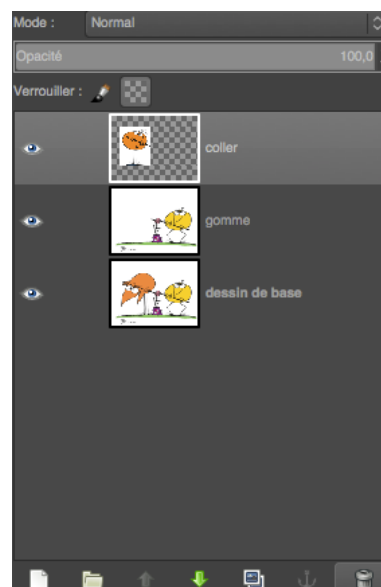 Mode : Normal
Opacité 100,0
Verrouiller :
coller
gomme
dessin de base